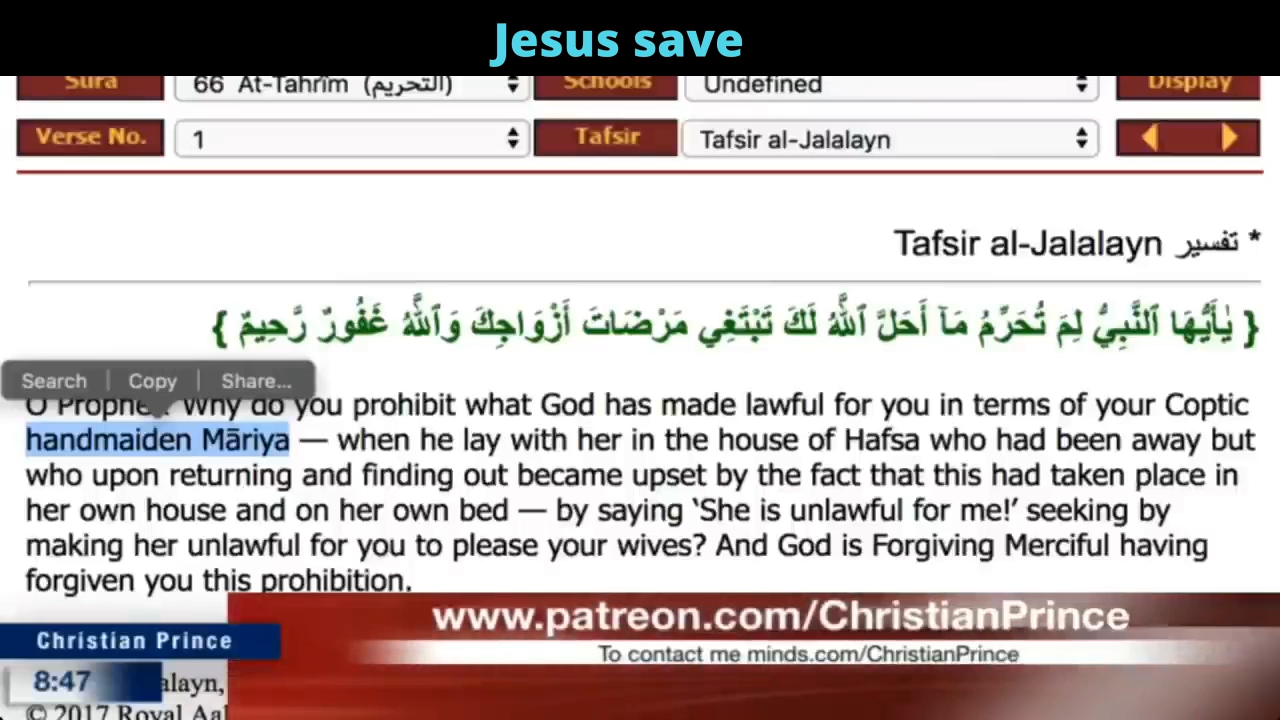 Jesus save
Sura 66 At-Tahrîm (التحريم) Schools Undefined Display
Verse No. 1 Tafsir Tafsir al-Jalalayn
Tafsir al-Jalalayn تفسير *
{ يٰأَيُّهَا ٱلنَّبِيُّ لِمَ تُحَرِّمُ مَآ أَحَلَّ ٱللَّهُ لَكَ تَبْتَغِي مَرْضَاتَ أَزْوَاجِكَ وَٱللَّهُ غَفُورٌ رَّحِيمٌ }
Search Copy Share...
O Prophet! Why do you prohibit what God has made lawful for you in terms of your Coptic
handmaiden Māriya — when he lay with her in the house of Hafsa who had been away but
who upon returning and finding out became upset by the fact that this had taken place in
her own house and on her own bed — by saying ‘She is unlawful for me!’ seeking by
making her unlawful for you to please your wives? And God is Forgiving Merciful having
forgiven you this prohibition.
www.patreon.com/ChristianPrince
Christian Prince
To contact me minds.com/ChristianPrince
8:47 alayn,
© 2017 Royal Aal